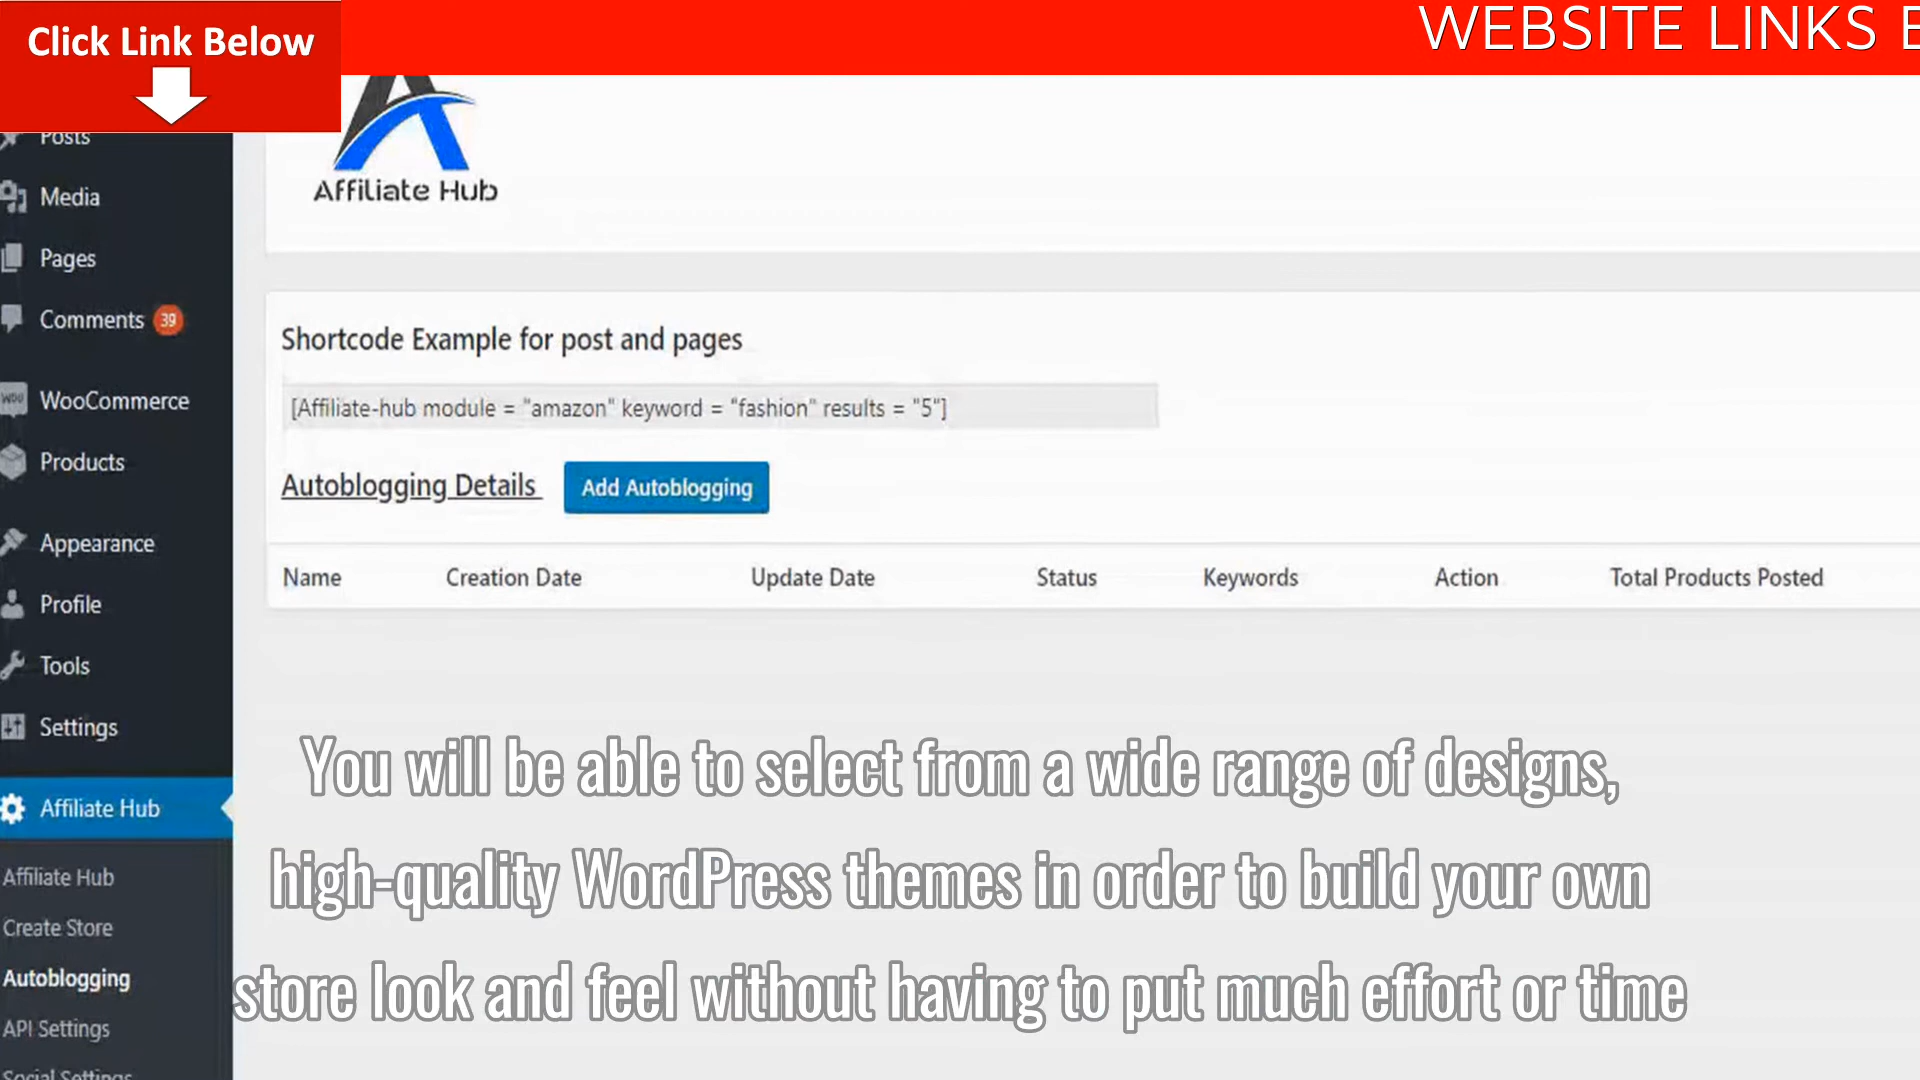 Click Link Below
WEBSITE LINKS
Affiliate Hub
Posts
Media
Pages
Comments 39
WooCommerce
Products
Appearance
Profile
Tools
Settings
Affiliate Hub
Affiliate Hub
Create Store
Autoblogging
API Settings
Social Settings
Shortcode Example for post and pages
[Affiliate-hub module = "amazon" keyword = "fashion" results = "5"]
Autoblogging Details Add Autoblogging
Name Creation Date Update Date Status Keywords Action Total Products Posted
You will be able to select from a wide range of designs,
high-quality WordPress themes in order to build your own
store look and feel without having to put much effort or time